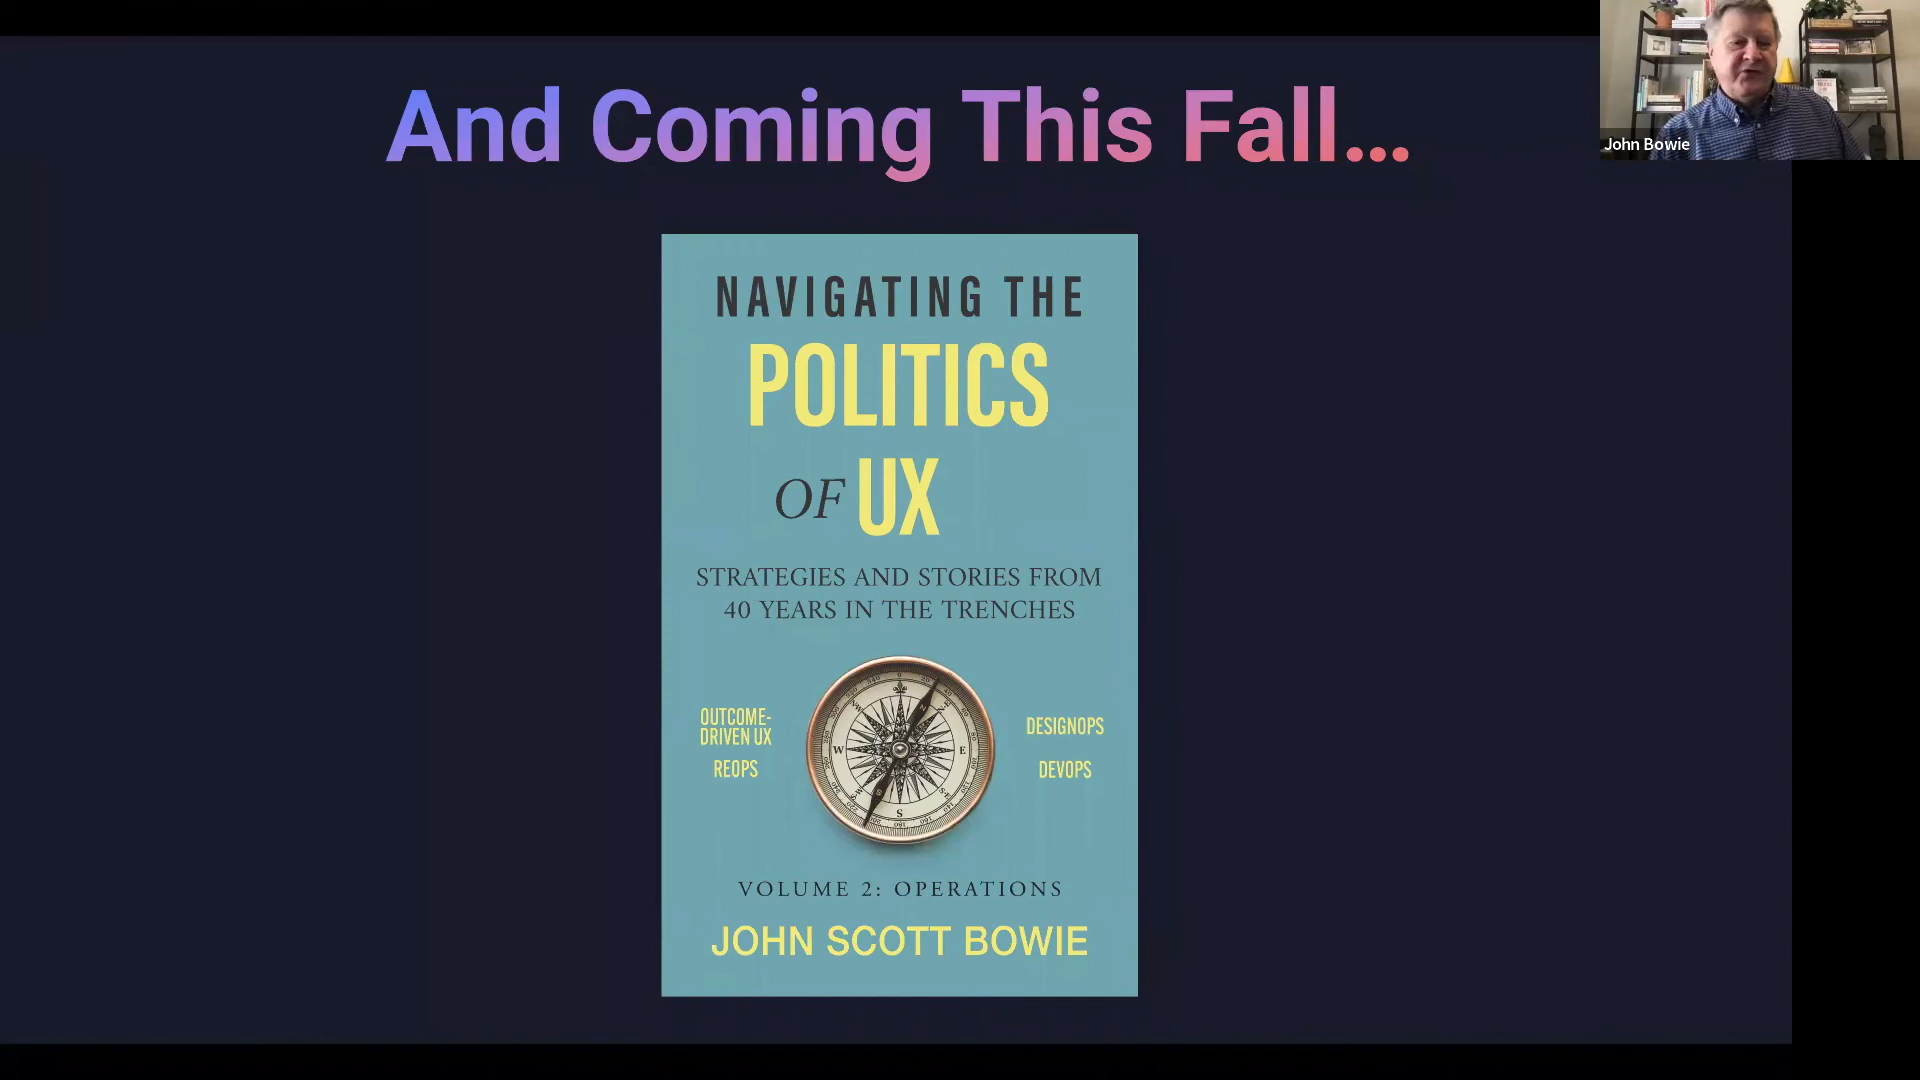 And Coming This Fall...
John Bowie
NAVIGATING THE
POLITICS
OF UX
STRATEGIES AND STORIES FROM
40 YEARS IN THE TRENCHES
OUTCOME-
DRIVEN UX
REOPS
DESIGNOPS
DEVOPS
N
W
E
S
VOLUME 2: OPERATIONS
JOHN SCOTT BOWIE